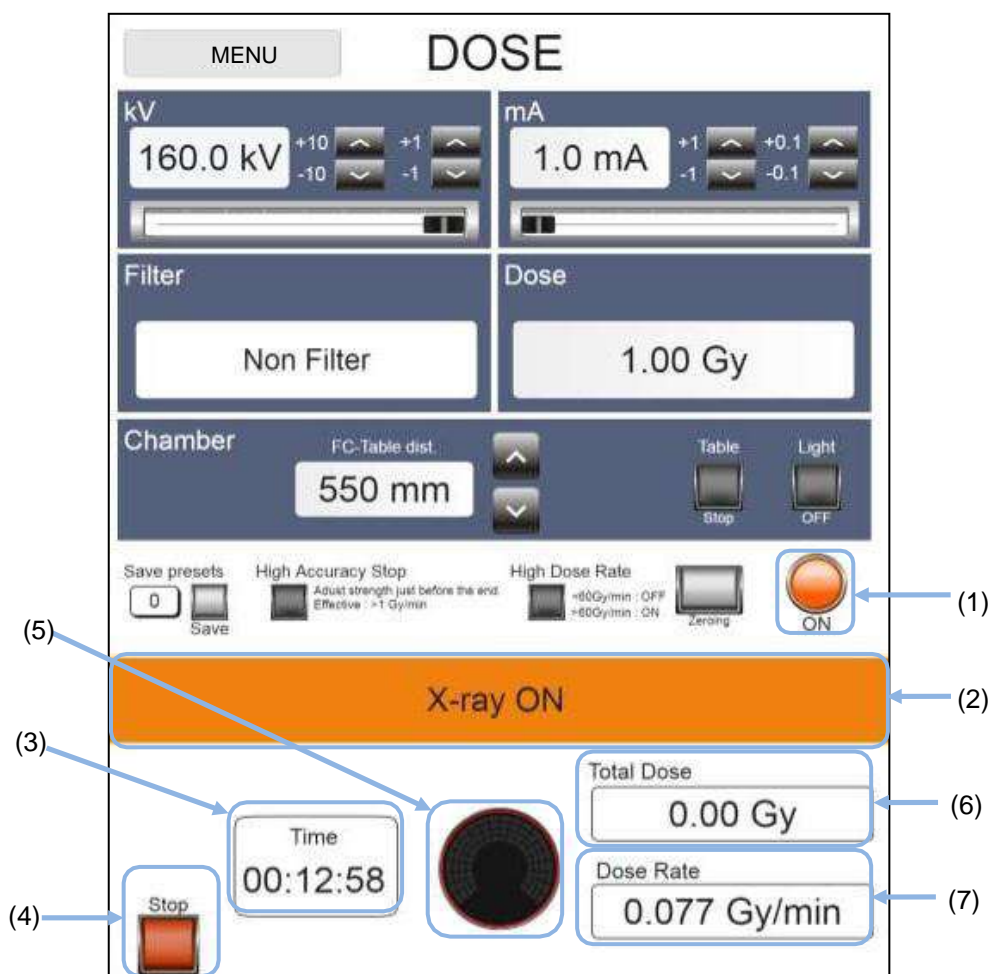 MENU
DOSE
kV
160.0 kV
+10
-10
+1
-1
mA
1.0 mA
+1
-1
+0.1
-0.1
Filter
Non Filter
Dose
1.00 Gy
Chamber
FC-Table dist.
550 mm
Table
Stop
Light
OFF
Save presets
0
Save
High Accuracy Stop
Adust strength just before the end
Effective : >1 Gy/min
High Dose Rate
<60Gy/min : OFF
>60Gy/min : ON
Zeroing
ON
(1)
X-ray ON
(2)
(3)
Time
00:12:58
(4)
Stop
(5)
Total Dose
0.00 Gy
(6)
Dose Rate
0.077 Gy/min
(7)